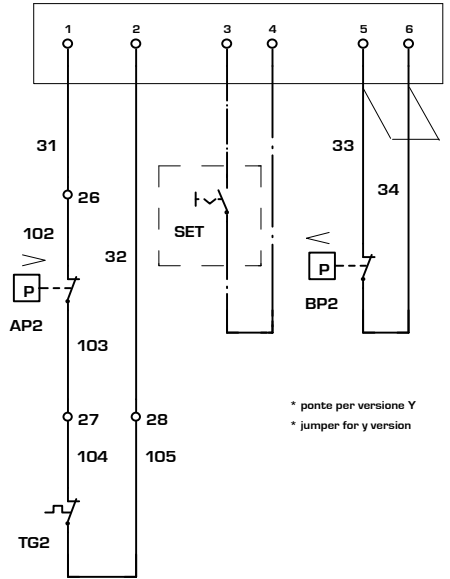 1 2 3 4 5 6
31
33
34
26
102
SET
32
P
AP2
P
BP2
103
* ponte per versione Y
* jumper for y version
27
28
104
105
TG2